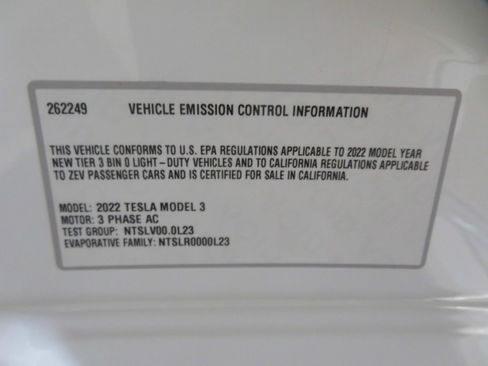 262249 VEHICLE EMISSION CONTROL INFORMATION
THIS VEHICLE CONFORMS TO U.S. EPA REGULATIONS APPLICABLE TO 2022 MODEL YEAR
NEW TIER 3 BIN 0 LIGHT-DUTY VEHICLES AND TO CALIFORNIA REGULATIONS APPLICABLE
TO ZEV PASSENGER CARS AND IS CERTIFIED FOR SALE IN CALIFORNIA.
MODEL: 2022 TESLA MODEL 3
MOTOR: 3 PHASE AC
TEST GROUP: NTSLV00.0L23
EVAPORATIVE FAMILY: NTSLR0000L23